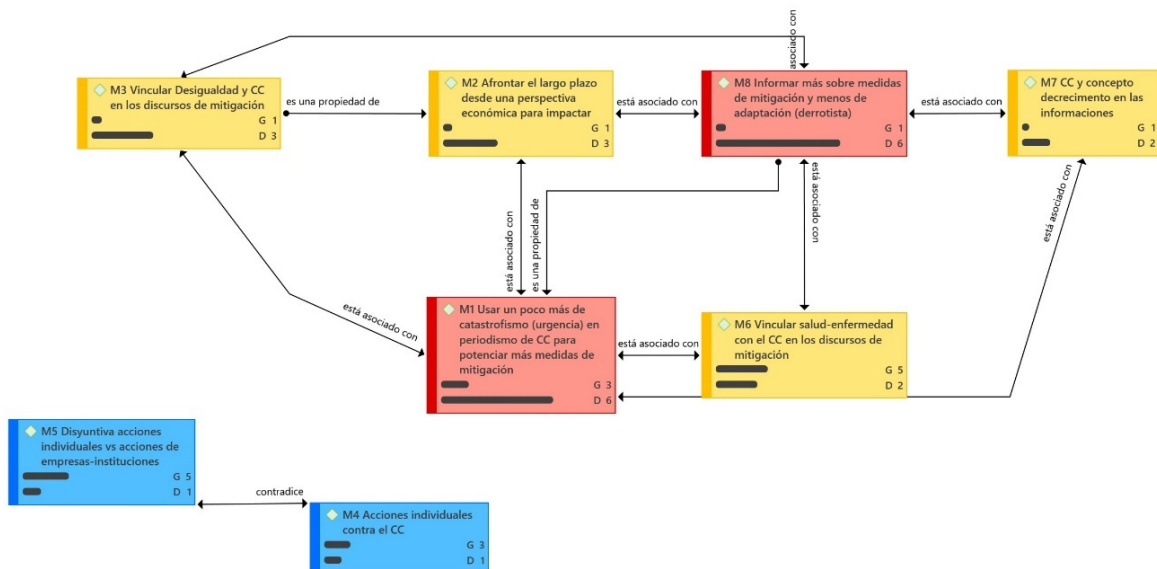 asociado con
M3 Vincular Desigualdad y CC
en los discursos de mitigación
G 1
D 3
es una propiedad de
M2 Afrontar el largo plazo
desde una perspectiva
económica para impactar
G 1
D 3
está asociado con
M8 Informar más sobre medidas
de mitigación y menos de
adaptación (derrotista)
G 1
D 6
está asociado con
M7 CC y concepto
decrecimiento en las
informaciones
G 1
D 2
está asociado con
es una propiedad de
está asociado con
está asociado con
está asociado con
M1 Usar un poco más de
catastrofismo (urgencia) en
periodismo de CC para
potenciar más medidas de
mitigación
G 3
D 6
está asociado con
M6 Vincular salud-enfermedad
con el CC en los discursos de
mitigación
G 5
D 2
M5 Disyuntiva acciones
individuales vs acciones de
empresas-instituciones
G 5
D 1
contradice
M4 Acciones individuales
contra el CC
G 3
D 1